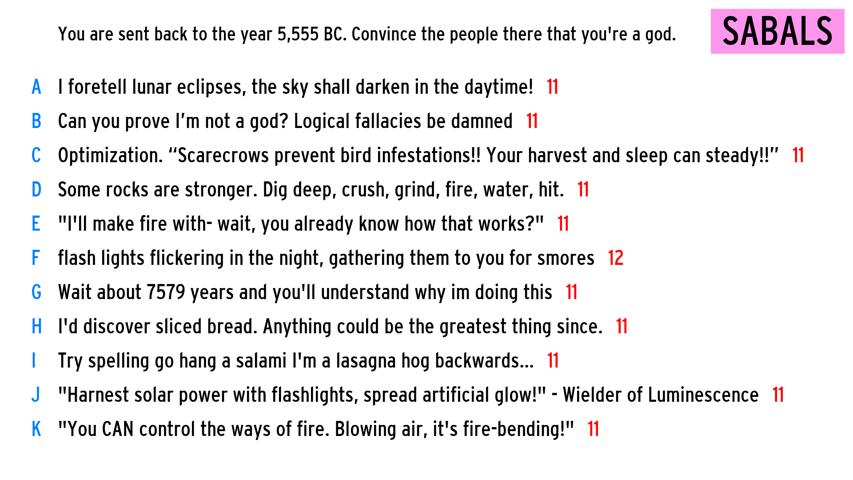 You are sent back to the year 5,555 BC. Convince the people there that you're a god.
SABALS
A I foretell lunar eclipses, the sky shall darken in the daytime! 11
B Can you prove I’m not a god? Logical fallacies be damned 11
C Optimization. “Scarecrows prevent bird infestations!! Your harvest and sleep can steady!!” 11
D Some rocks are stronger. Dig deep, crush, grind, fire, water, hit. 11
E "I'll make fire with- wait, you already know how that works?" 11
F flash lights flickering in the night, gathering them to you for smores 12
G Wait about 7579 years and you'll understand why im doing this 11
H I'd discover sliced bread. Anything could be the greatest thing since. 11
I Try spelling go hang a salami I'm a lasagna hog backwards... 11
J "Harnest solar power with flashlights, spread artificial glow!" - Wielder of Luminescence 11
K "You CAN control the ways of fire. Blowing air, it's fire-bending!" 11